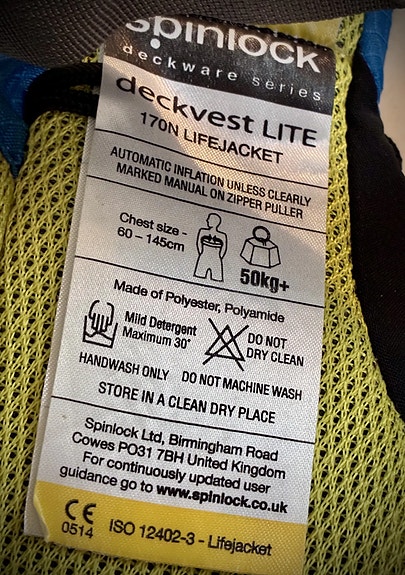 spinlock
deckware series
deckvest LITE
170N LIFEJACKET
AUTOMATIC INFLATION UNLESS CLEARLY
MARKED MANUAL ON ZIPPER PULLER
Chest size -
60 – 145cm
50kg+
Made of Polyester, Polyamide
Mild Detergent
Maximum 30°
DO NOT
DRY CLEAN
HANDWASH ONLY DO NOT MACHINE WASH
STORE IN A CLEAN DRY PLACE
Spinlock Ltd, Birmingham Road
Cowes PO31 7BH United Kingdom
For continuously updated user
guidance go to www.spinlock.co.uk
CE
0514
ISO 12402-3 - Lifejacket